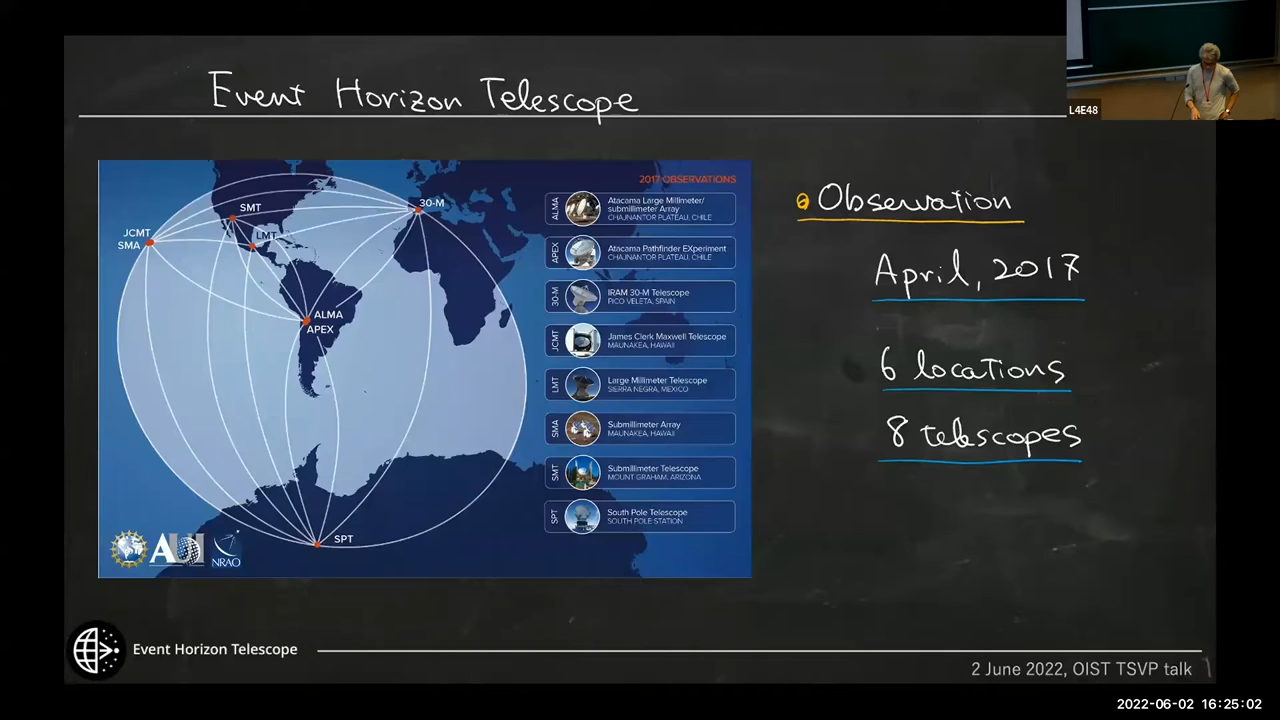 Event Horizon Telescope
L4E48
2017 OBSERVATIONS
SMT
30-M
JCMT
SMA
LMT
ALMA
APEX
SPT
ALMA
Atacama Large Millimeter/
submillimeter Array
CHAJNANTOR PLATEAU, CHILE
APEX
Atacama Pathfinder EXperiment
CHAJNANTOR PLATEAU, CHILE
30-M
IRAM 30-M Telescope
PICO VELETA, SPAIN
JCMT
James Clerk Maxwell Telescope
MAUNAKEA, HAWAII
LMT
Large Millimeter Telescope
SIERRA NEGRA, MEXICO
SMA
Submillimeter Array
MAUNAKEA, HAWAII
SMT
Submillimeter Telescope
MOUNT GRAHAM, ARIZONA
SPT
South Pole Telescope
SOUTH POLE STATION
AUI
NRAO
Observation
April, 2017
6 locations
8 telescopes
Event Horizon Telescope
2 June 2022, OIST TSVP talk
2022-06-02 16:25:02